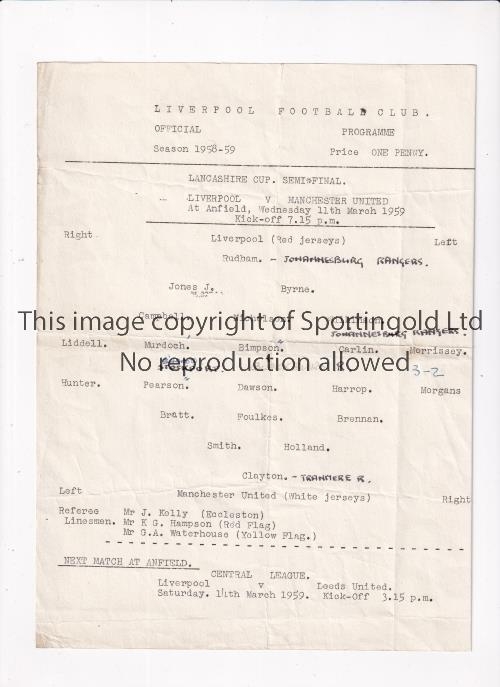 LIVERPOOL FOOTBALL CLUB.
OFFICIAL PROGRAMME
Season 1958-59 Price ONE PENNY.
LANCASHIRE CUP. SEMI-FINAL.
LIVERPOOL V MANCHESTER UNITED
At Anfield, Wednesday 11th March 1959
Kick-off 7.15 p.m.
Right Liverpool (Red jerseys) Left
Rudham. - JOHANNESBURG RANGERS.
Jones J. Byrne.
Campbell
This image copyright of Sportingold Limited
JOHANNESBURG RANGERS.
Liddell. Murdoch. Bimpson. Carlin. Morrissey.
No reproduction allowed
3-2
Hunter. Pearson. Dawson. Harrop. Morgans
Bratt. Foulkes. Brennan.
Smith. Holland.
Clayton. - TRANMERE R.
Left Manchester United (White jerseys) Right
Referee Mr J. Kelly (Eccleston)
Linesmen. Mr K G. Hampson (Red Flag)
Mr G.A. Waterhouse (Yellow Flag.)
NEXT MATCH AT ANFIELD.
CENTRAL LEAGUE.
Liverpool v Leeds United.
Saturday. 14th March 1959. Kick-Off 3.15 p.m.